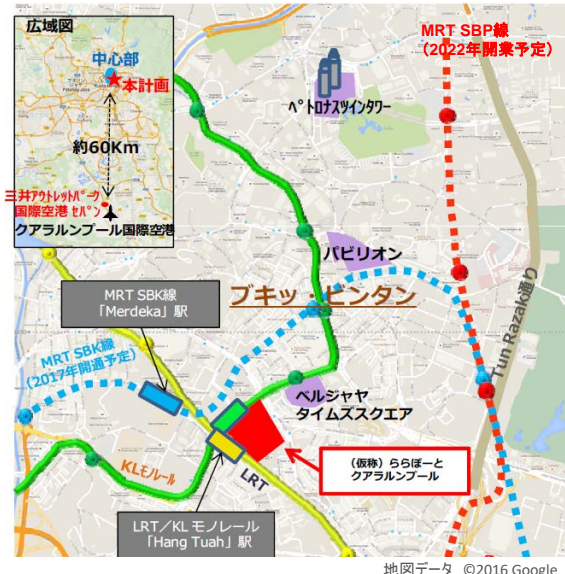 広域図
中心部
本計画
約60Km
三井アウトレットパーク
国際空港 セパン
クアラルンプール国際空港
MRT SBP線
(2022年開業予定)
ペトロナスツインタワー
パビリオン
ブキッ・ビンタン
MRT SBK線
「Merdeka」駅
MRT SBK線
(2017年開通予定)
Tun Razak通り
ベルジャヤ
タイムズスクエア
KLモノルール
LRT
(仮称)ららぽーと
クアラルンプール
LRT/KL モノレール
「Hang Tuah」駅
地図データ ©2016 Google